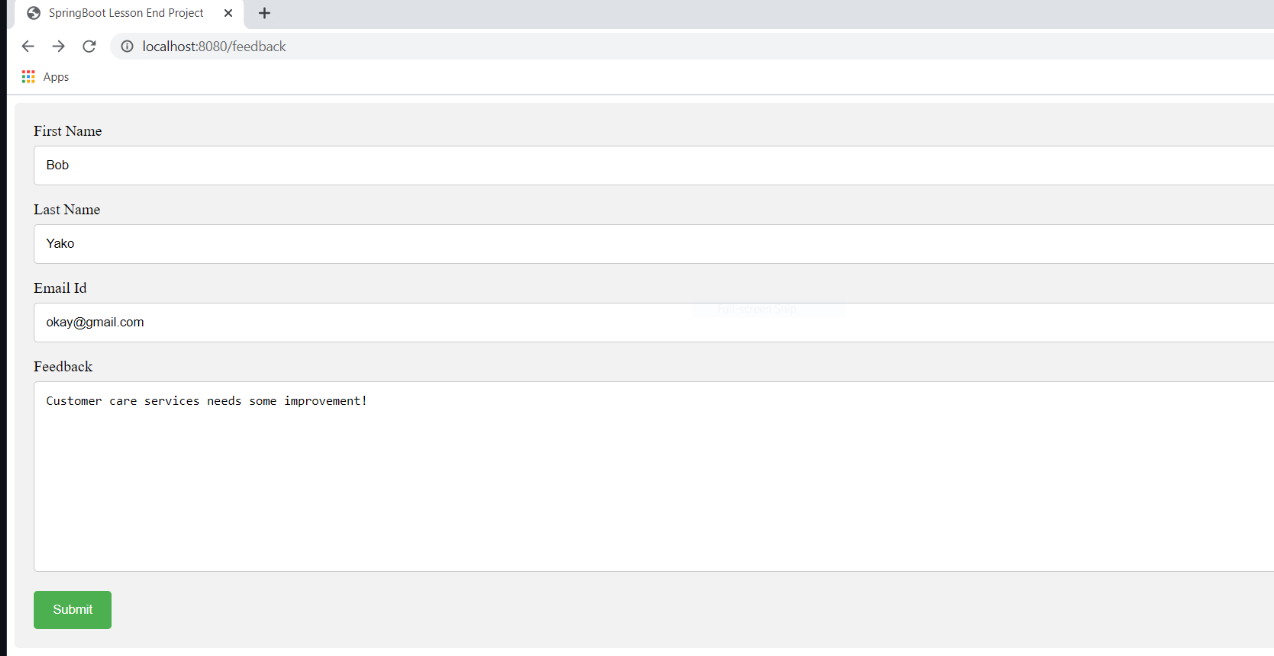 SpringBoot Lesson End Project
localhost:8080/feedback
Apps
First Name
Bob
Last Name
Yako
Email Id
okay@gmail.com
Feedback
Customer care services needs some improvement!
Submit